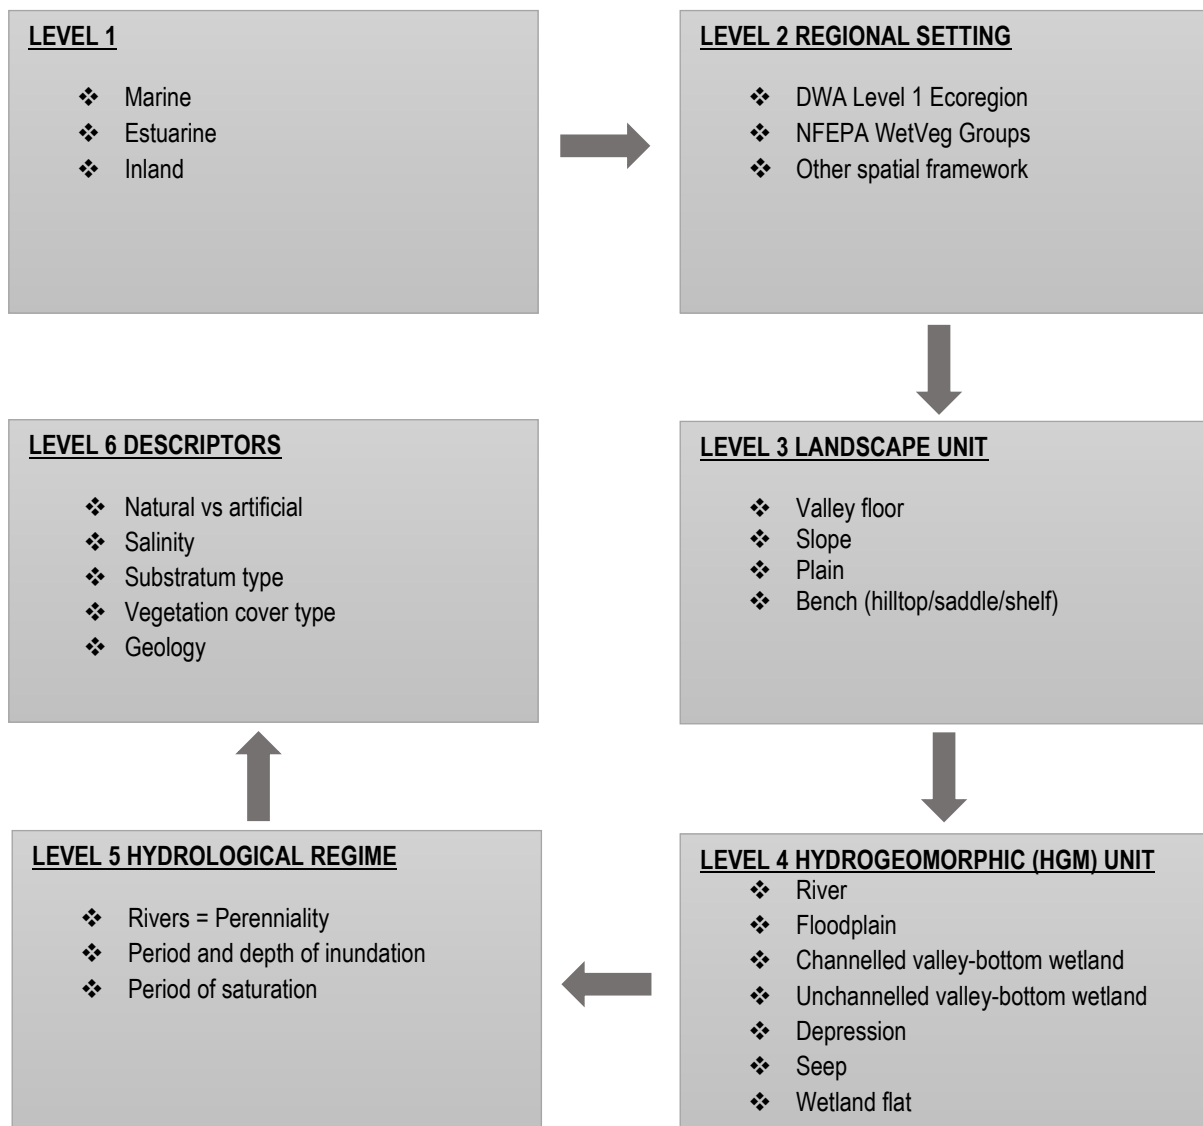 LEVEL 1
❖ Marine
❖ Estuarine
❖ Inland
LEVEL 2 REGIONAL SETTING
❖ DWA Level 1 Ecoregion
❖ NFEPA WetVeg Groups
❖ Other spatial framework
LEVEL 3 LANDSCAPE UNIT
❖ Valley floor
❖ Slope
❖ Plain
❖ Bench (hilltop/saddle/shelf)
LEVEL 4 HYDROGEOMORPHIC (HGM) UNIT
❖ River
❖ Floodplain
❖ Channelled valley-bottom wetland
❖ Unchannelled valley-bottom wetland
❖ Depression
❖ Seep
❖ Wetland flat
LEVEL 5 HYDROLOGICAL REGIME
❖ Rivers = Perenniality
❖ Period and depth of inundation
❖ Period of saturation
LEVEL 6 DESCRIPTORS
❖ Natural vs artificial
❖ Salinity
❖ Substratum type
❖ Vegetation cover type
❖ Geology